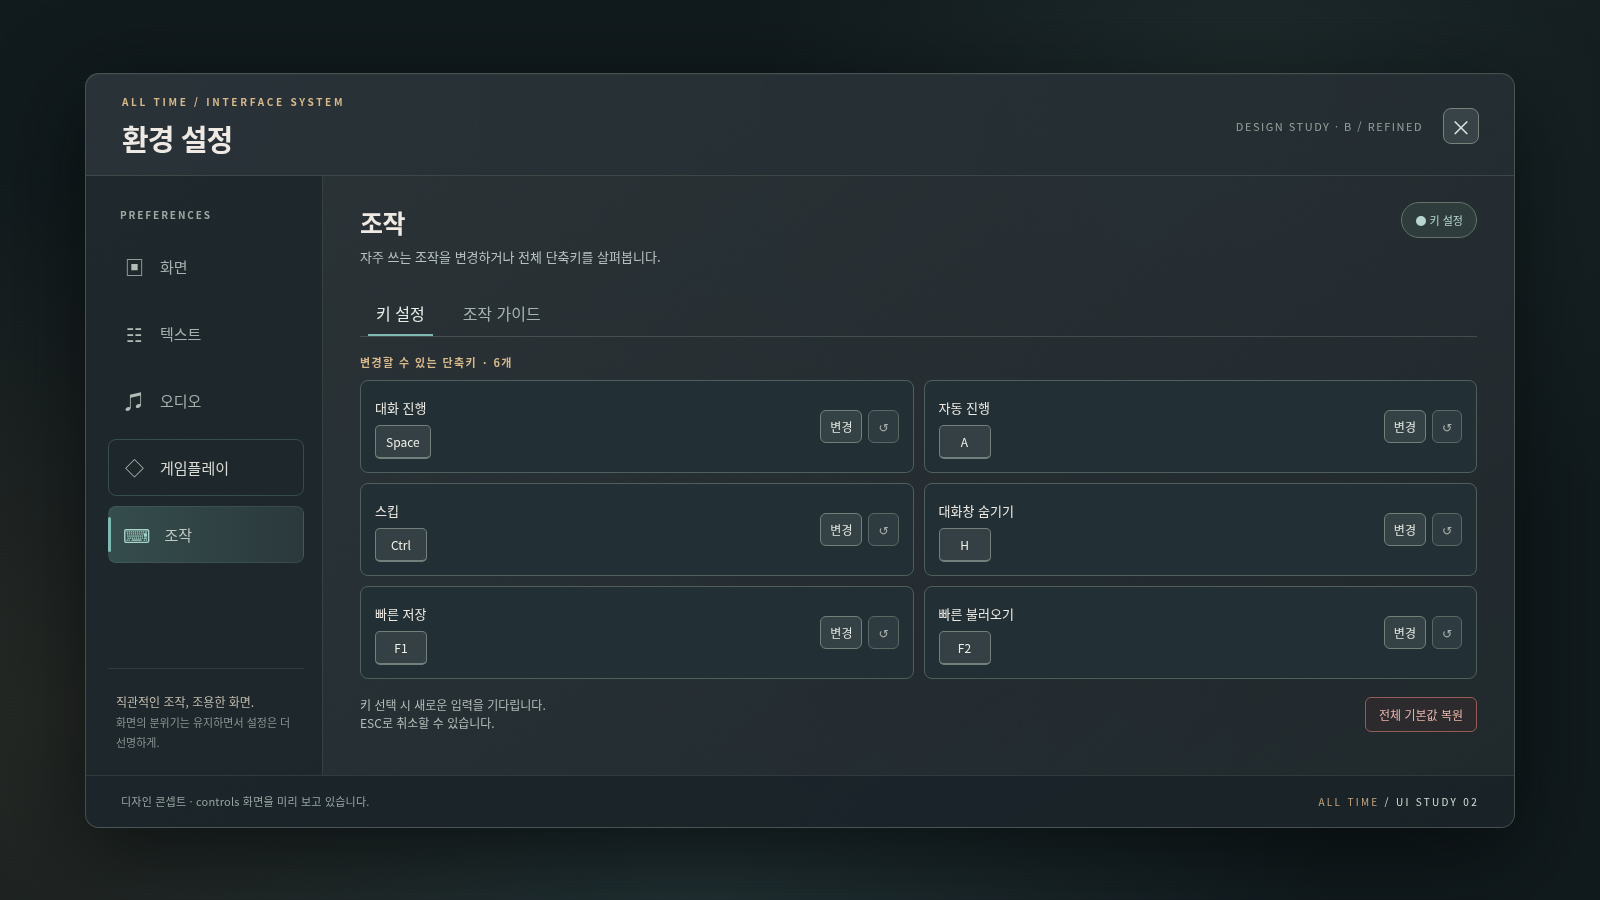 ALL TIME / INTERFACE SYSTEM
환경 설정
DESIGN STUDY · B / REFINED
PREFERENCES
화면
텍스트
오디오
게임플레이
조작
직관적인 조작, 조용한 화면.
화면의 분위기는 유지하면서 설정은 더
선명하게.
조작
자주 쓰는 조작을 변경하거나 전체 단축키를 살펴봅니다.
키 설정
키 설정
조작 가이드
변경할 수 있는 단축키 · 6개
대화 진행
Space
변경
자동 진행
A
변경
스킵
Ctrl
변경
대화창 숨기기
H
변경
빠른 저장
F1
변경
빠른 불러오기
F2
변경
키 선택 시 새로운 입력을 기다립니다.
ESC로 취소할 수 있습니다.
전체 기본값 복원
디자인 콘셉트 · controls 화면을 미리 보고 있습니다.
ALL TIME / UI STUDY 02